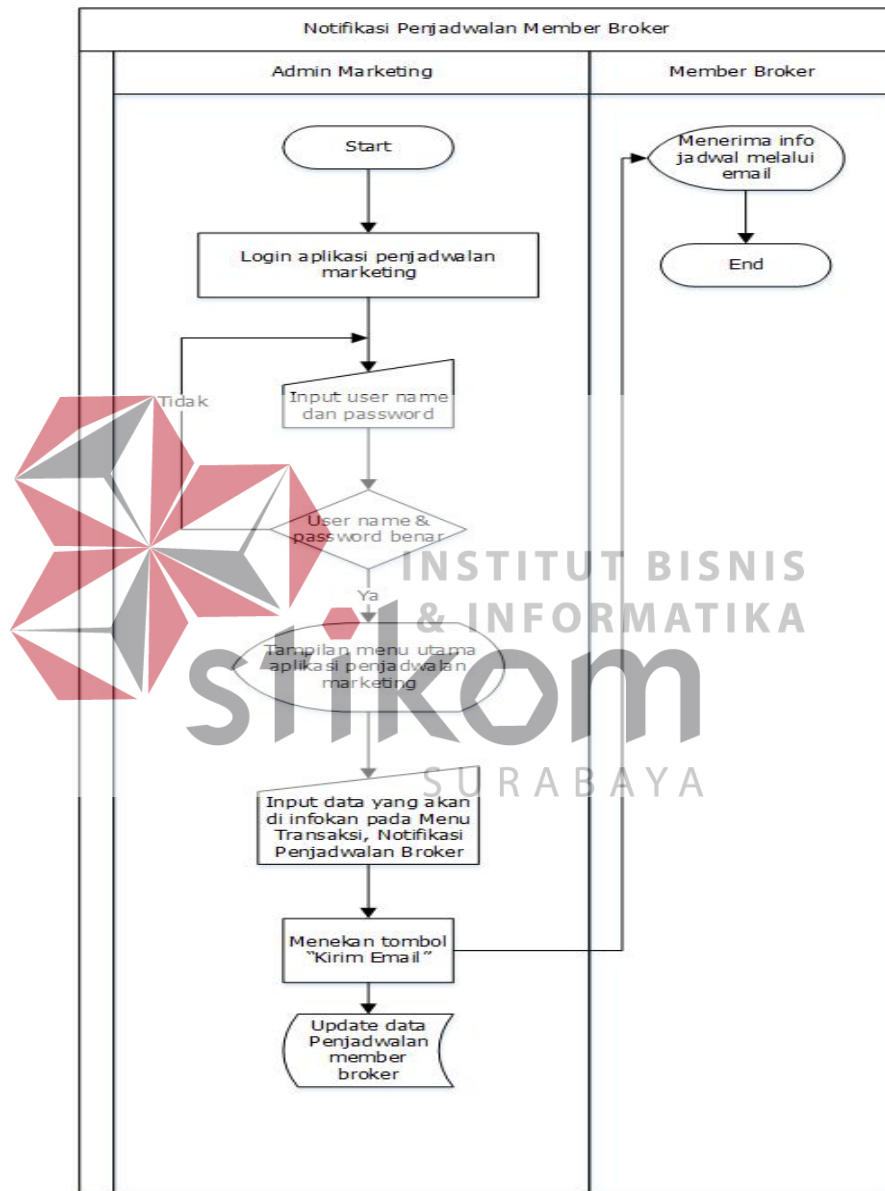 Notifikasi Penjadwalan Member Broker
Admin Marketing
Member Broker
Start
Login aplikasi penjadwalan
marketing
Tidak
Input user name
dan password
User name &
password benar
Ya
Tampilan menu utama
aplikasi penjadwalan
marketing
Input data yang akan
di infokan pada Menu
Transaksi, Notifikasi
Penjadwalan Broker
Menekan tombol
“Kirim Email”
Update data
Penjadwalan
member
broker
Menerima info
jadwal melalui
email
End
INSTITUT BISNIS
& INFORMATIKA
stikom
SURABAYA